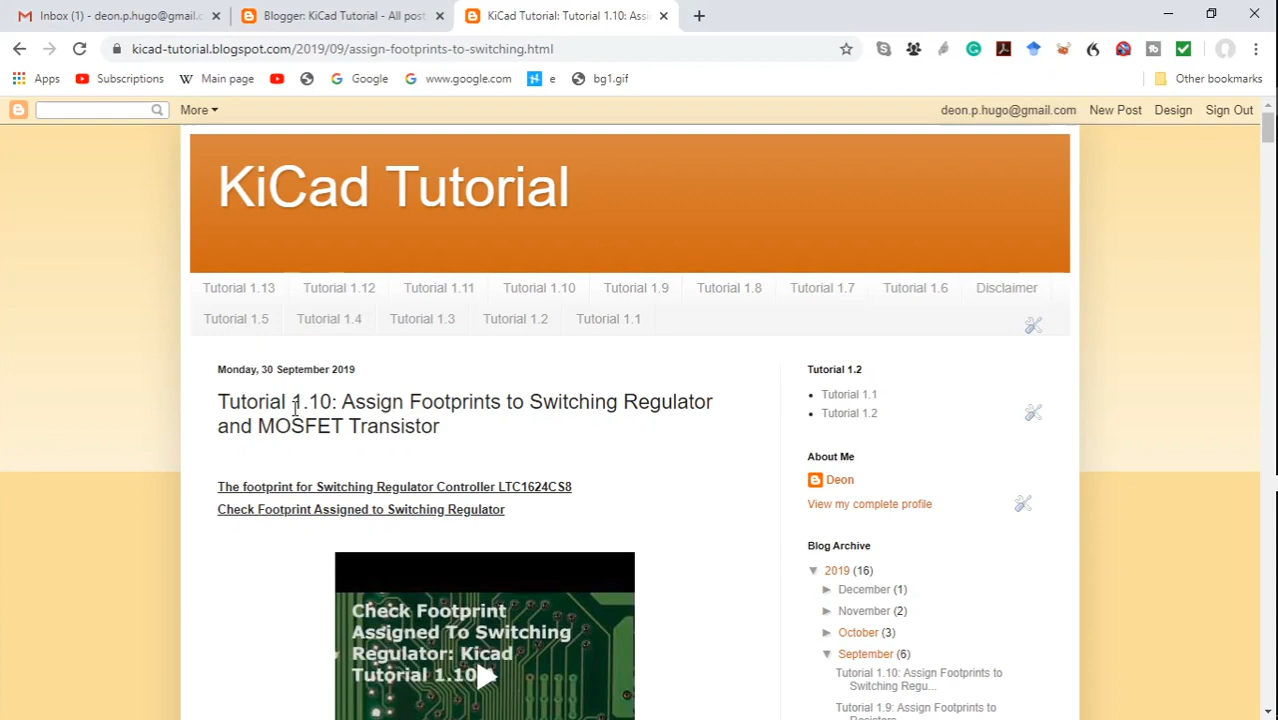 Inbox (1) - deon.p.hugo@gmail.c
Blogger: KiCad Tutorial - All post
KiCad Tutorial: Tutorial 1.10: Assi
kicad-tutorial.blogspot.com/2019/09/assign-footprints-to-switching.html
Apps
Subscriptions
Main page
Google
www.google.com
e
bg1.gif
Other bookmarks
More
deon.p.hugo@gmail.com
New Post
Design
Sign Out
KiCad Tutorial
Tutorial 1.13
Tutorial 1.12
Tutorial 1.11
Tutorial 1.10
Tutorial 1.9
Tutorial 1.8
Tutorial 1.7
Tutorial 1.6
Disclaimer
Tutorial 1.5
Tutorial 1.4
Tutorial 1.3
Tutorial 1.2
Tutorial 1.1
Monday, 30 September 2019
Tutorial 1.10: Assign Footprints to Switching Regulator
and MOSFET Transistor
The footprint for Switching Regulator Controller LTC1624CS8
Check Footprint Assigned to Switching Regulator
Check Footprint
Assigned To Switching
Regulator: Kicad
Tutorial 1.10
Tutorial 1.2
Tutorial 1.1
Tutorial 1.2
About Me
Deon
View my complete profile
Blog Archive
▼ 2019 (16)
► December (1)
► November (2)
► October (3)
▼ September (6)
Tutorial 1.10: Assign Footprints to
Switching Regu...
Tutorial 1.9: Assign Footprints to